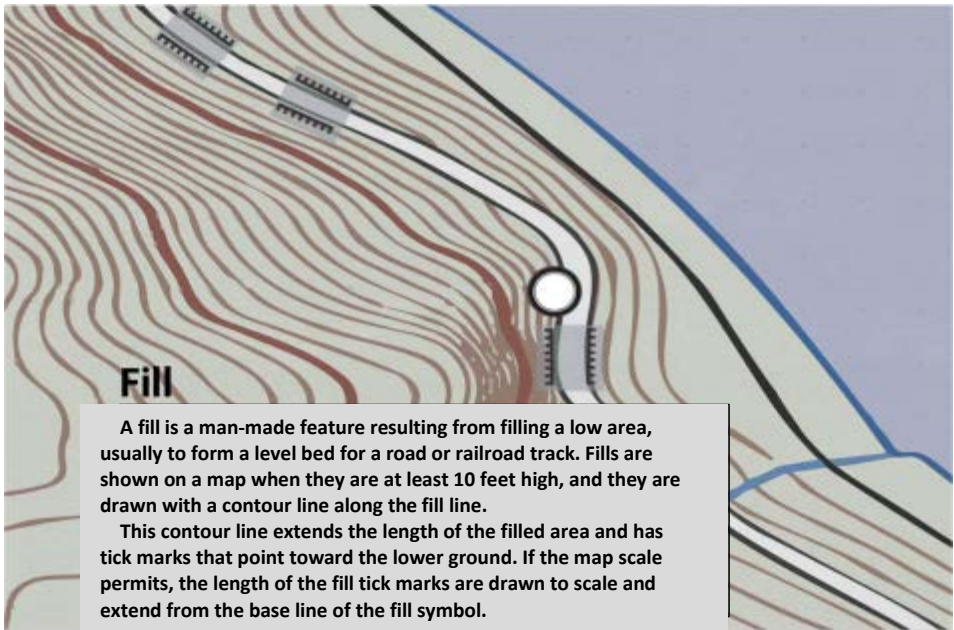 Fill
A fill is a man-made feature resulting from filling a low area,
usually to form a level bed for a road or railroad track. Fills are
shown on a map when they are at least 10 feet high, and they are
drawn with a contour line along the fill line.
This contour line extends the length of the filled area and has
tick marks that point toward the lower ground. If the map scale
permits, the length of the fill tick marks are drawn to scale and
extend from the base line of the fill symbol.